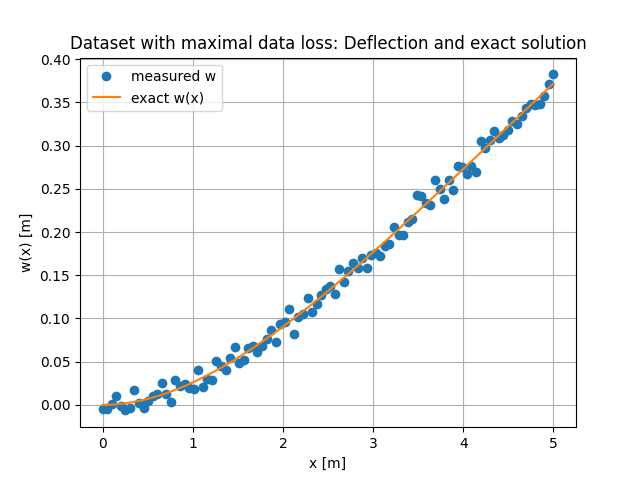 Dataset with maximal data loss: Deflection and exact solution
measured w
exact w(x)
0.40
0.35
0.30
0.25
0.20
0.15
0.10
0.05
0.00
w(x) [m]
0 1 2 3 4 5
x [m]